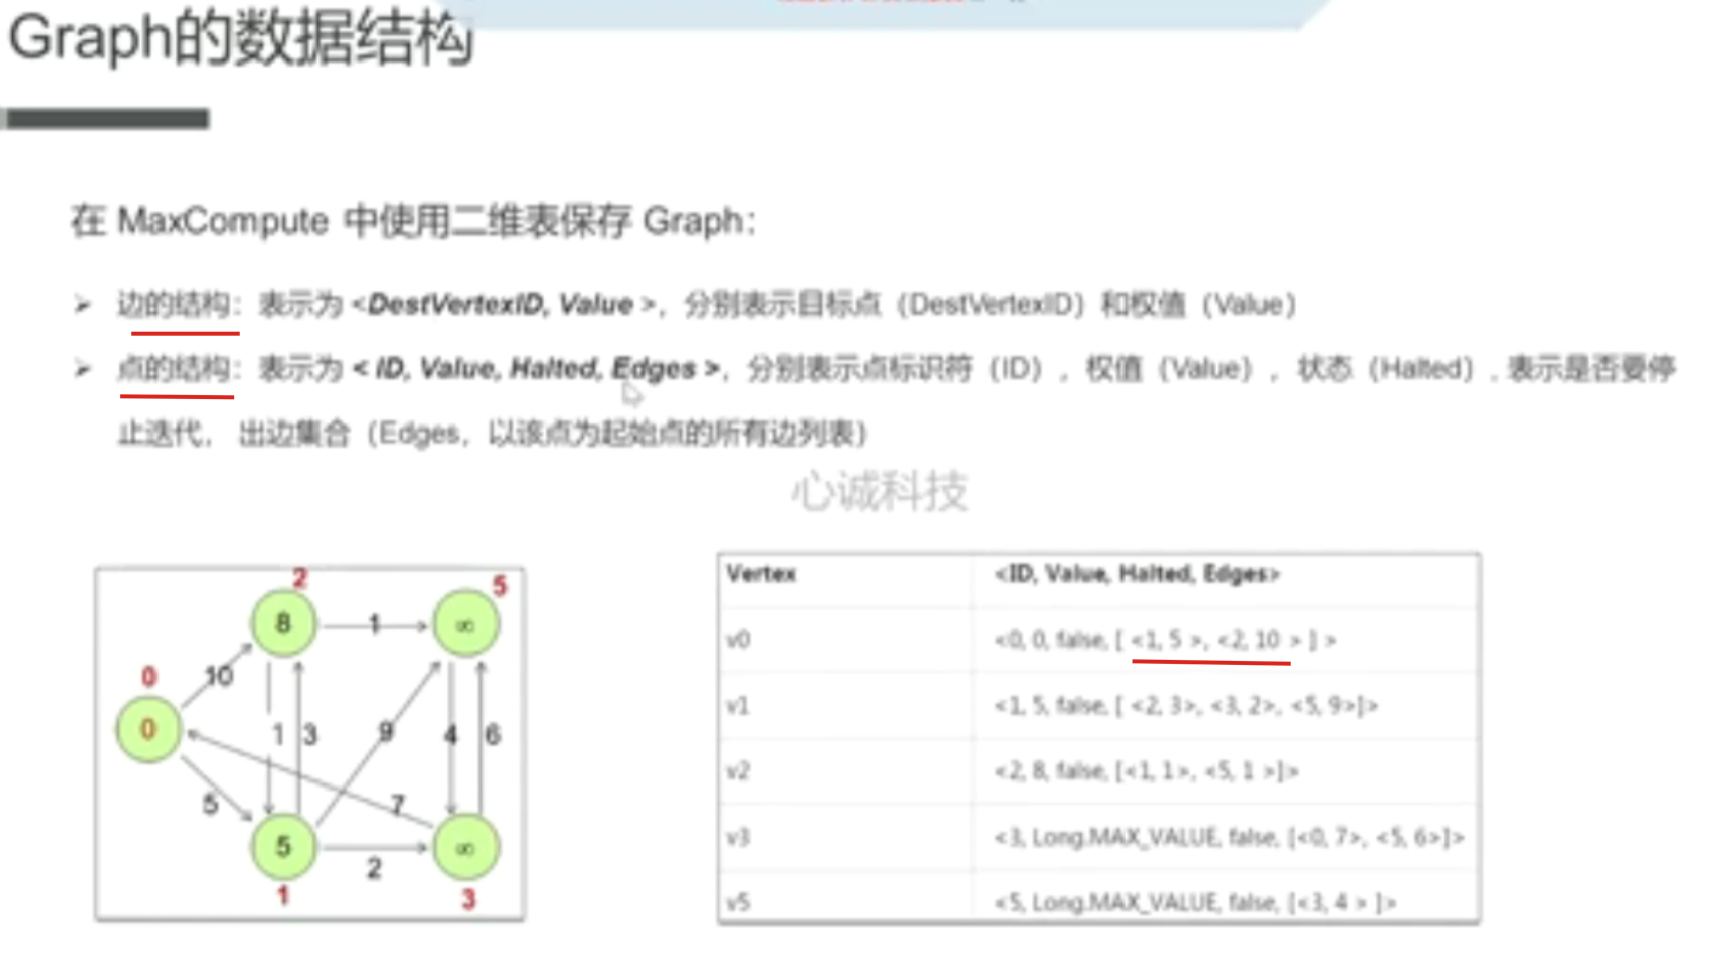 Graph的数据结构
在 MaxCompute 中使用二维表保存 Graph：
➢ 边的结构：表示为 <DestVertexID, Value >，分别表示目标点（DestVertexID）和权值（Value）
➢ 点的结构：表示为 < ID, Value, Halted, Edges >，分别表示点标识符（ID），权值（Value），状态（Halted）, 表示是否要停
止迭代， 出边集合（Edges，以该点为起始点的所有边列表）
心诚科技
2
5
8
1
∞
0
10
0
1
3
9
4
6
5
7
5
2
∞
1
3
Vertex <ID, Value, Halted, Edges>
v0 <0, 0, false, [ <1, 5 >, <2, 10 > ] >
v1 <1, 5, false, [ <2, 3>, <3, 2>, <5, 9>]>
v2 <2, 8, false, [<1, 1>, <5, 1 >]>
v3 <3, Long.MAX_VALUE, false, [<0, 7>, <5, 6>]>
v5 <5, Long.MAX_VALUE, false, [<3, 4 > ]>